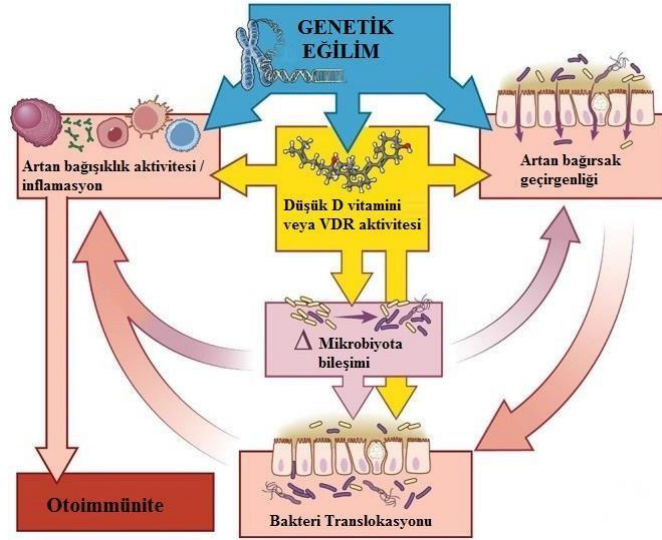 GENETİK
EĞİLİM
Artan bağışıklık aktivitesi /
inflamasyon
Düşük D vitamini
veya VDR aktivitesi
Artan bağırsak
geçirgenliği
Δ Mikrobiyota
bileşimi
Otoimmünite
Bakteri Translokasyonu